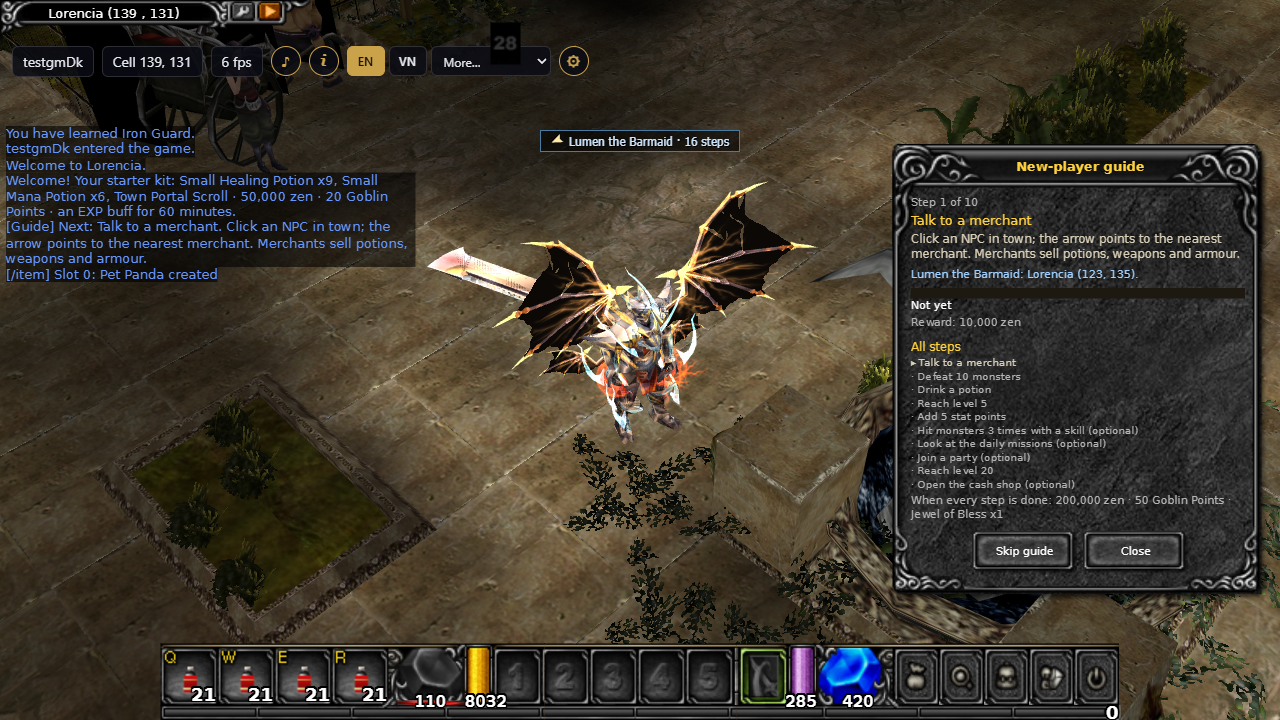 Lorencia (139 , 131)
28
testgmDk
Cell 139, 131
6 fps
EN
VN
More...
You have learned Iron Guard.
testgmDk entered the game.
Welcome to Lorencia.
Welcome! Your starter kit: Small Healing Potion x9, Small
Mana Potion x6, Town Portal Scroll · 50,000 zen · 20 Goblin
Points · an EXP buff for 60 minutes.
[Guide] Next: Talk to a merchant. Click an NPC in town; the
arrow points to the nearest merchant. Merchants sell potions,
weapons and armour.
[/item] Slot 0: Pet Panda created
Lumen the Barmaid · 16 steps
New-player guide
Step 1 of 10
Talk to a merchant
Click an NPC in town; the arrow points to the nearest
merchant. Merchants sell potions, weapons and armour.
Lumen the Barmaid: Lorencia (123, 135).
Not yet
Reward: 10,000 zen
All steps
▸ Talk to a merchant
· Defeat 10 monsters
· Drink a potion
· Reach level 5
· Add 5 stat points
· Hit monsters 3 times with a skill (optional)
· Look at the daily missions (optional)
· Join a party (optional)
· Reach level 20
· Open the cash shop (optional)
When every step is done: 200,000 zen · 50 Goblin Points ·
Jewel of Bless x1
Skip guide
Close
Q
W
E
R
1
2
3
4
5
21
21
21
21
110
8032
285
420
0